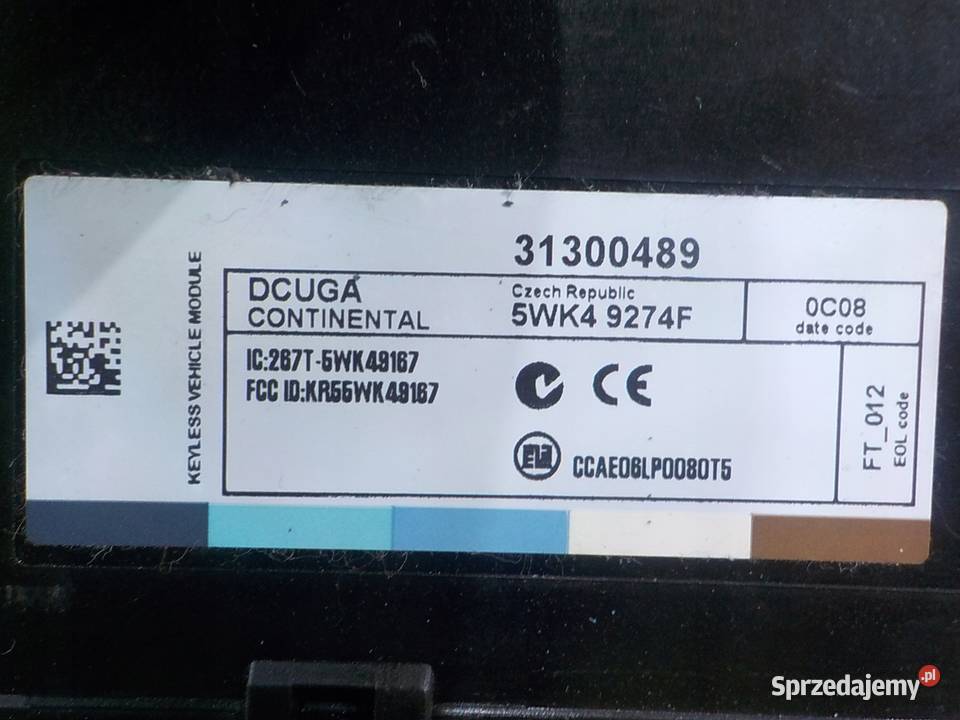 31300489
KEYLESS VEHICLE MODULE
DCUGA
CONTINENTAL
Czech Republic
5WK4 9274F
0C08
date code
IC:267T-5WK49167
FCC ID:KR55WK49167
CE
CCAE06LP0080T5
FT_012
EOL code
Sprzedajemy.pl